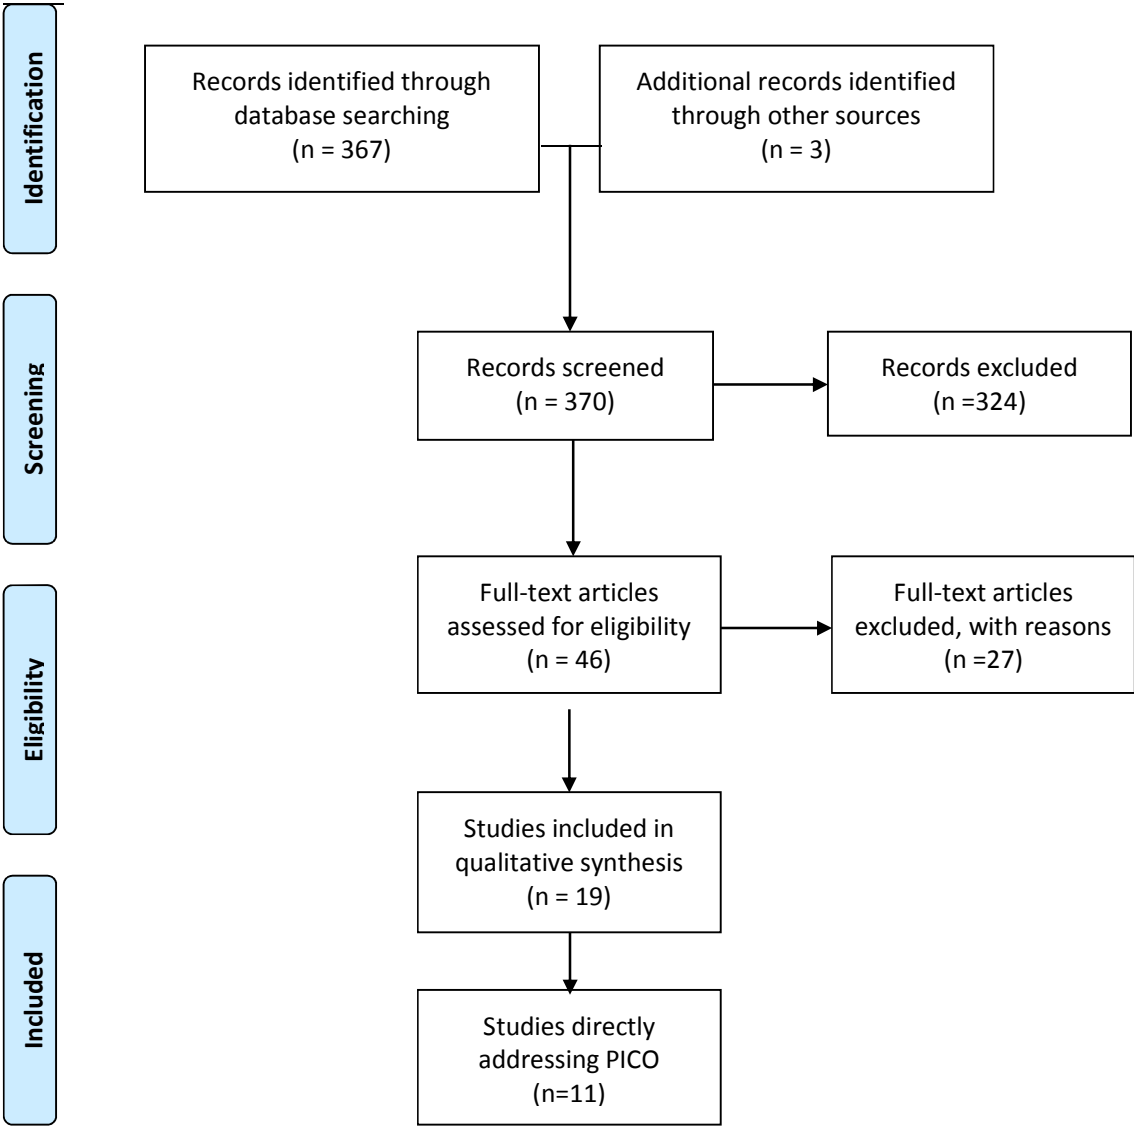 Identification
Records identified through
database searching
(n = 367)
Additional records identified
through other sources
(n = 3)
Screening
Records screened
(n = 370)
Records excluded
(n =324)
Eligibility
Full-text articles
assessed for eligibility
(n = 46)
Full-text articles
excluded, with reasons
(n =27)
Studies included in
qualitative synthesis
(n = 19)
Included
Studies directly
addressing PICO
(n=11)